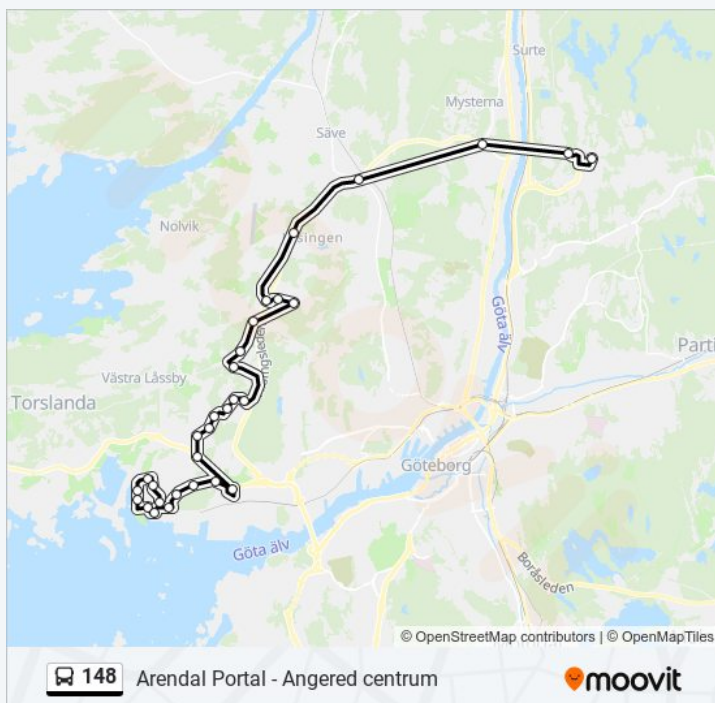 Surte
Mysterna
Säve
Nolvik
singen
Göta älv
Parti
Västra Låssby
Torslanda
Göteborg
Göta älv
Boråsleden
© OpenStreetMap contributors | © OpenMapTiles
148 Arendal Portal - Angered centrum
moovit